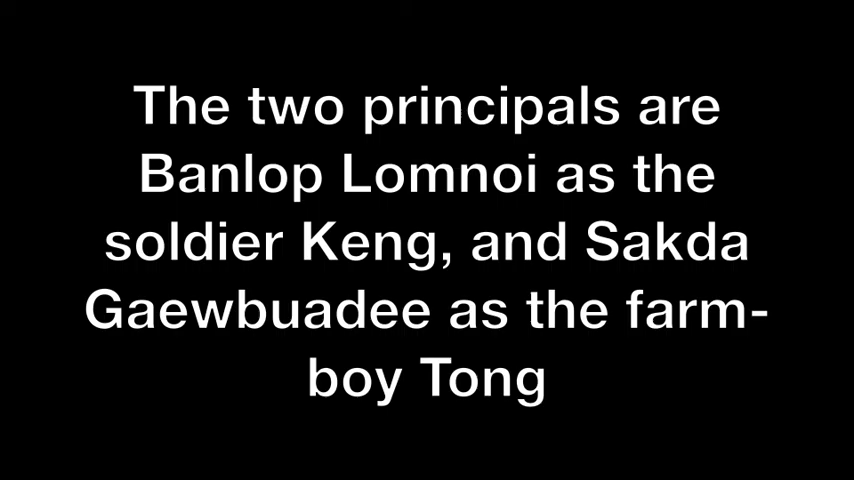 The two principals are
Banlop Lomnoi as the
soldier Keng, and Sakda
Gaewbuadee as the farm-
boy Tong